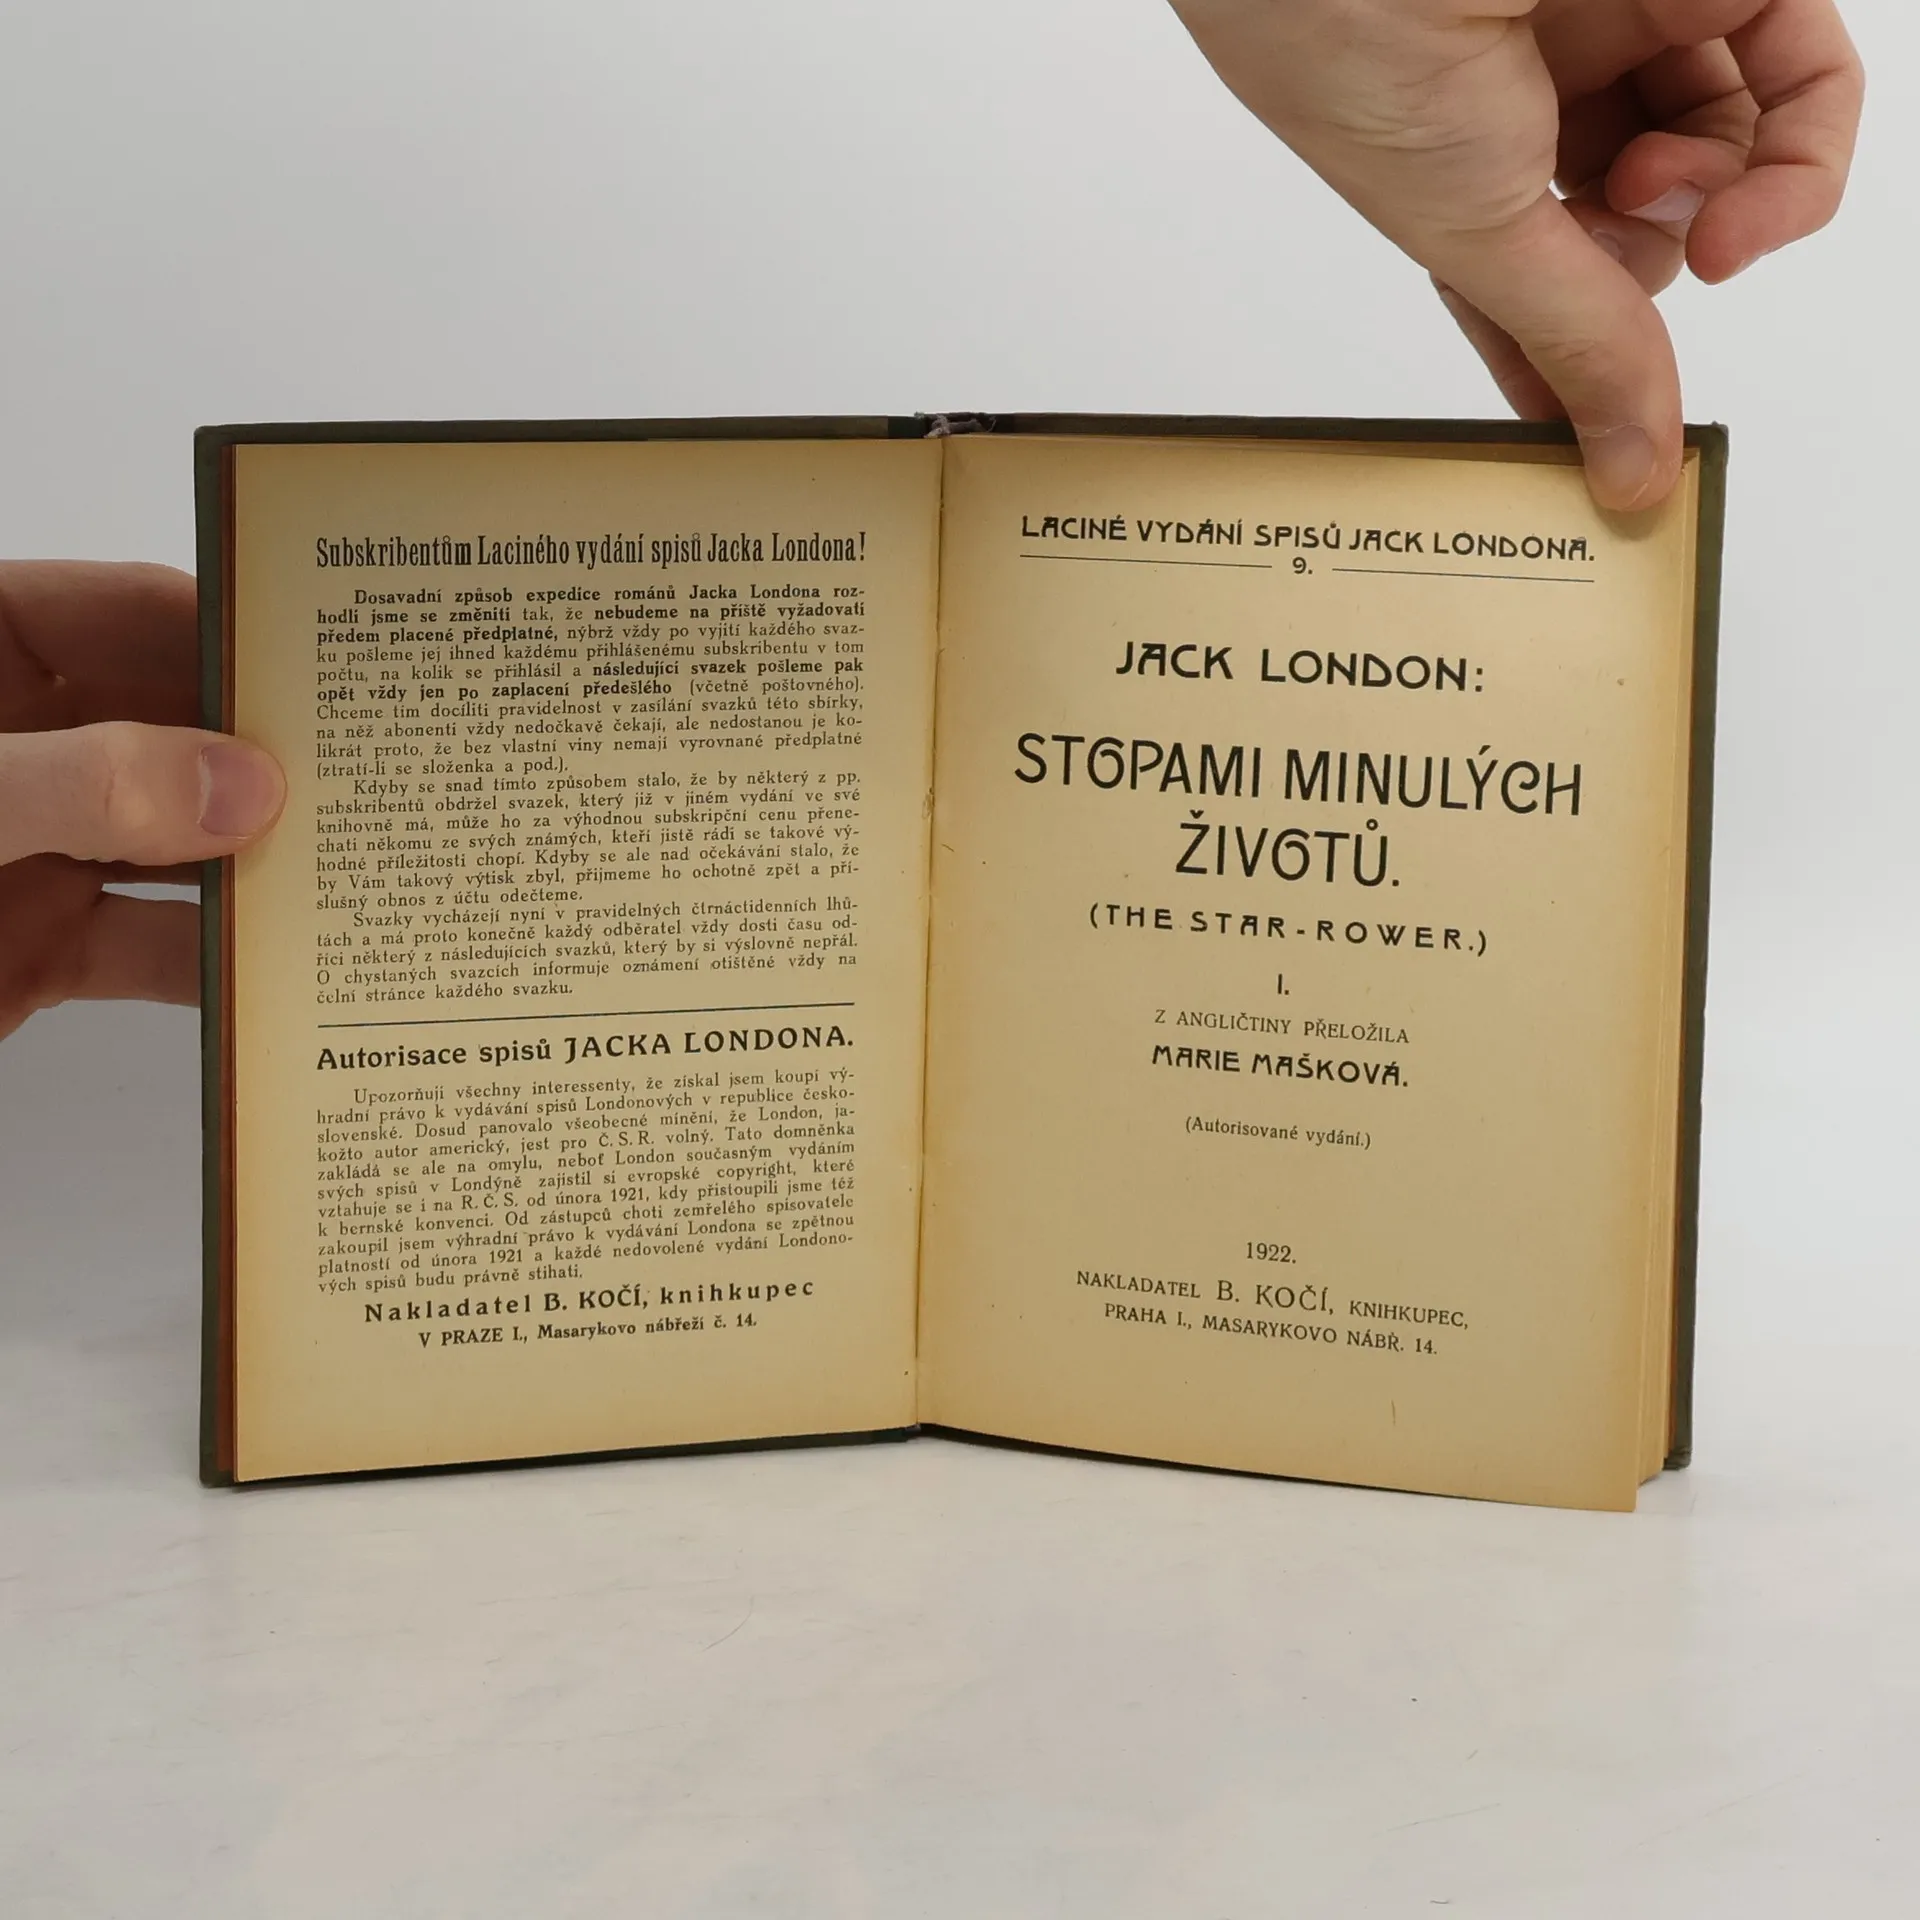 Subskribentům Laciného vydání spisů Jacka Londona!
Dosavadní způsob expedice románů Jacka Londona roz-
hodli jsme se změniti tak, že nebudeme na příště vyžadovati
předem placené předplatné, nýbrž vždy po vyjití každého svaz-
ku pošleme jej ihned každému přihlášenému subskribentu v tom
počtu, na kolik se přihlásil a následující svazek pošleme pak
opět vždy jen po zaplacení předešlého (včetně poštovného).
Chceme tím docíliti pravidelnost v zasílání svazků této sbírky,
na něž abonenti vždy nedočkavě čekají, ale nedostanou je ko-
likrát proto, že bez vlastní viny nemají vyrovnané předplatné
(ztratí-li se složenka a pod.).
Kdyby se snad tímto způsobem stalo, že by některý z pp.
subskribentů obdržel svazek, který již v jiném vydání ve své
knihovně má, může ho za výhodnou subskripční cenu přene-
chati někomu ze svých známých, kteří jistě rádi se takové vý-
hodné příležitosti chopí. Kdyby se ale nad očekávání stalo, že
by Vám takový výtisk zbyl, přijmeme ho ochotně zpět a pří-
slušný obnos z účtu odečteme.
Svazky vycházejí nyní v pravidelných čtrnáctidenních lhů-
tách a má proto konečně každý odběratel vždy dosti času od-
říci některý z následujících svazků, který by si výslovně nepřál.
O chystaných svazcích informuje oznámení otištěné vždy na
čelní stránce každého svazku.
Autorisace spisů JACKA LONDONA.
Upozorňuji všechny interessenty, že získal jsem koupí vý-
hradní právo k vydávání spisů Londonových v republice česko-
slovenské. Dosud panovalo všeobecné mínění, že London, ja-
kožto autor americký, jest pro Č. S. R. volný. Tato domněnka
zakládá se ale na omylu, neboť London současným vydáním
svých spisů v Londýně zajistil si evropské copyright, které
vztahuje se i na R. Č. S. od února 1921, kdy přistoupili jsme též
k bernské konvenci. Od zástupců choti zemřelého spisovatele
zakoupil jsem výhradní právo k vydávání Londona se zpětnou
platností od února 1921 a každé nedovolené vydání Londono-
vých spisů budu právně stíhati.
Nakladatel B. KOČÍ, knihkupec
V PRAZE I., Masarykovo nábřeží č. 14.
LACINÉ VYDÁNÍ SPISŮ JACK LONDONA.
9.
JACK LONDON:
STOPAMI MINULÝCH
ŽIVOTŮ.
(THE STAR-ROWER.)
I.
Z ANGLIČTINY PŘELOŽILA
MARIE MAŠKOVÁ.
(Autorisované vydání.)
1922.
NAKLADATEL B. KOČÍ, KNIHKUPEC,
PRAHA I., MASARYKOVO NÁBŘ. 14.